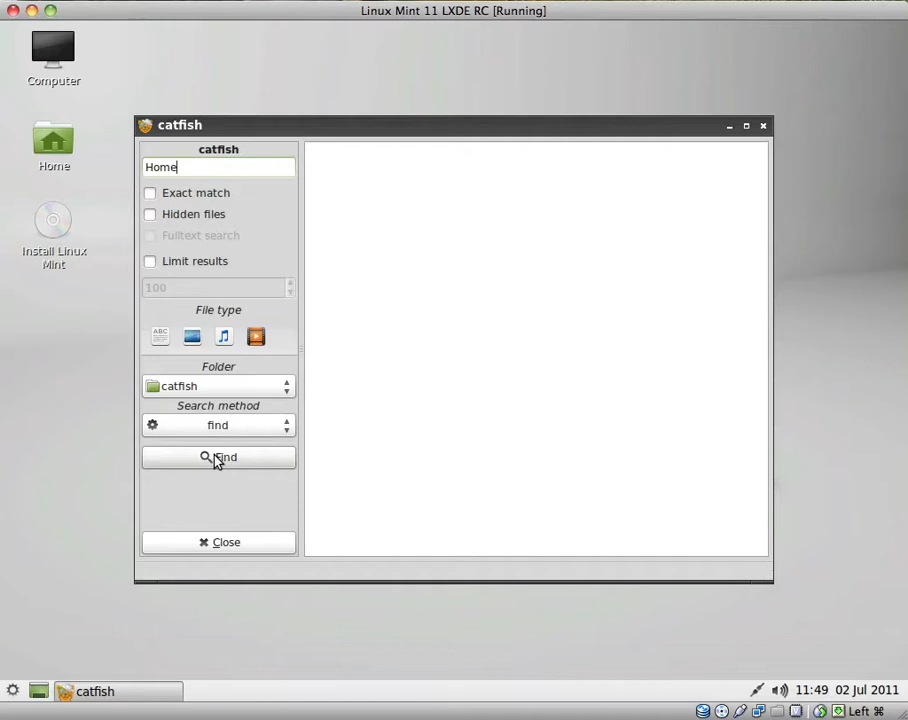 Linux Mint 11 LXDE RC [Running]
Computer
Home
Install Linux
Mint
catfish
catfish
Home
Exact match
Hidden files
Fulltext search
Limit results
100
File type
ABC
Folder
catfish
Search method
find
Find
Close
catfish
11:49 02 Jul 2011
Left ⌘